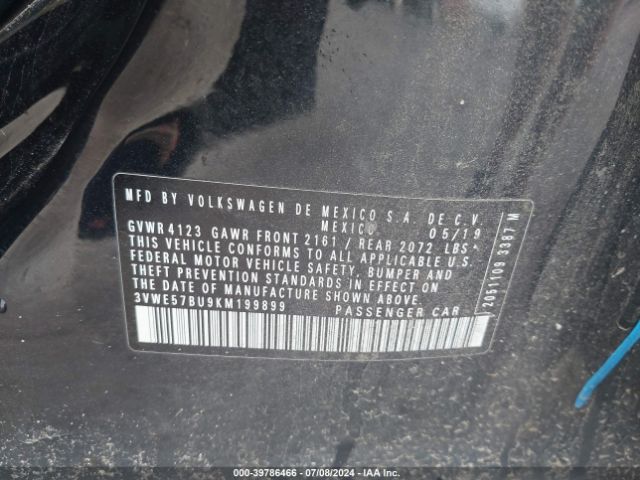 MFD BY VOLKSWAGEN DE MEXICO S.A. DE C.V.
MEXICO 05/19
GVWR 4123 GAWR FRONT 2161 / REAR 2072 LBS*
THIS VEHICLE CONFORMS TO ALL APPLICABLE U.S.
FEDERAL MOTOR VEHICLE SAFETY, BUMPER AND
THEFT PREVENTION STANDARDS IN EFFECT ON
THE DATE OF MANUFACTURE SHOWN ABOVE.
3VWE57BU9KM199899 PASSENGER CAR
2051109 3387 M
000-39786466 - 07/08/2024 - IAA Inc.